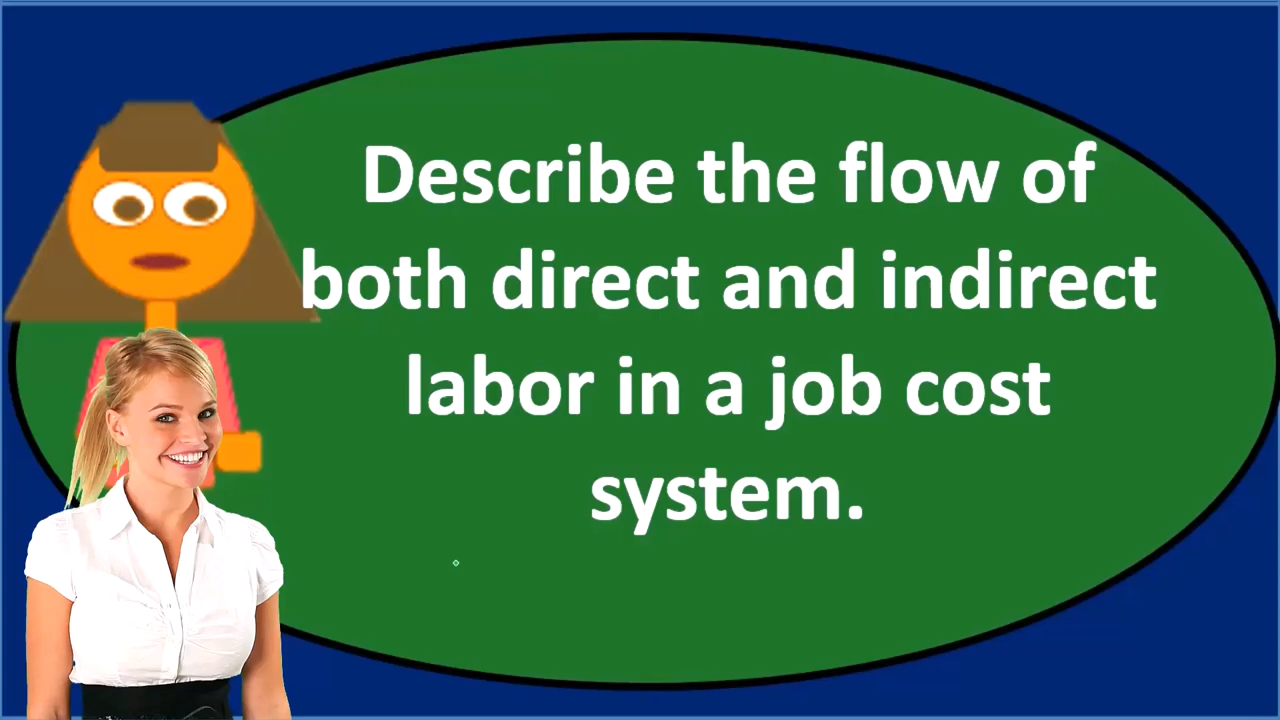 Describe the flow of
both direct and indirect
labor in a job cost
system.